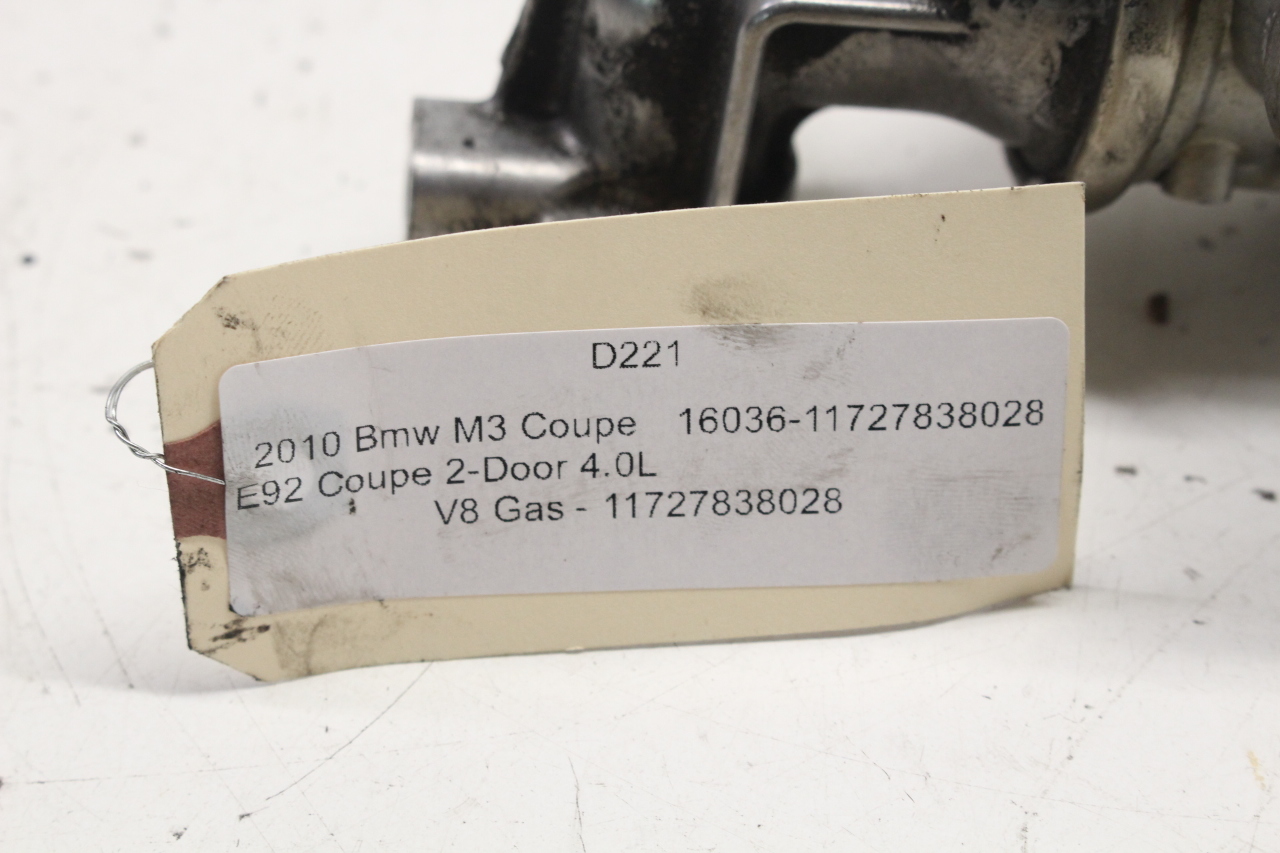 D221
2010 Bmw M3 Coupe 16036-11727838028
E92 Coupe 2-Door 4.0L
V8 Gas - 11727838028